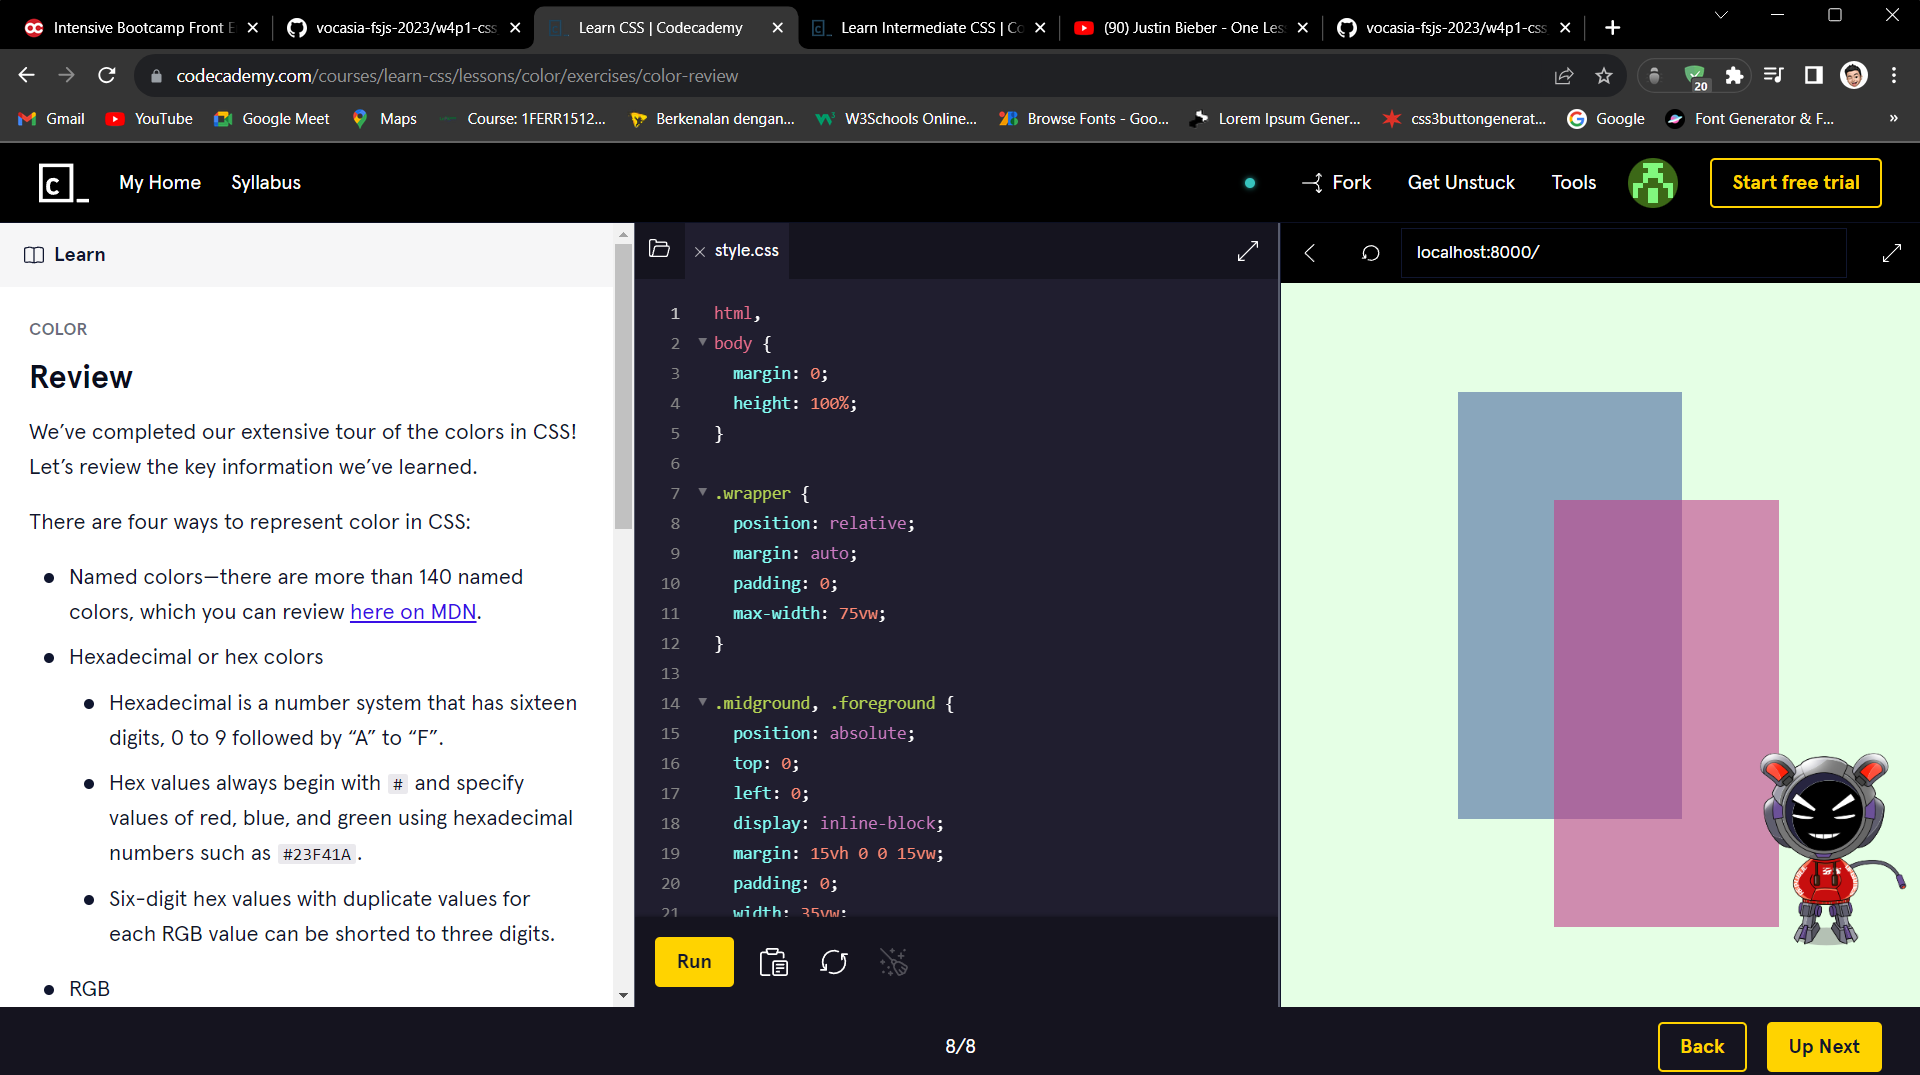 Intensive Bootcamp Front E
vocasia-fsjs-2023/w4p1-css
Learn CSS | Codecademy
Learn Intermediate CSS | Co
(90) Justin Bieber - One Les
vocasia-fsjs-2023/w4p1-css
codecademy.com/courses/learn-css/lessons/color/exercises/color-review
20
Gmail
YouTube
Google Meet
Maps
Course: 1FERR1512...
Berkenalan dengan...
W3Schools Online...
Browse Fonts - Goo...
Lorem Ipsum Gener...
css3buttongenerat...
Google
Font Generator & F...
»
c_
My Home
Syllabus
Fork
Get Unstuck
Tools
Start free trial
Learn
COLOR
Review
We’ve completed our extensive tour of the colors in CSS!
Let’s review the key information we’ve learned.
There are four ways to represent color in CSS:
Named colors—there are more than 140 named
colors, which you can review here on MDN.
Hexadecimal or hex colors
Hexadecimal is a number system that has sixteen
digits, 0 to 9 followed by “A” to “F”.
Hex values always begin with # and specify
values of red, blue, and green using hexadecimal
numbers such as #23F41A.
Six-digit hex values with duplicate values for
each RGB value can be shorted to three digits.
RGB
style.css
1 html,
2 body {
3 margin: 0;
4 height: 100%;
5 }
6
7 .wrapper {
8 position: relative;
9 margin: auto;
10 padding: 0;
11 max-width: 75vw;
12 }
13
14 .midground, .foreground {
15 position: absolute;
16 top: 0;
17 left: 0;
18 display: inline-block;
19 margin: 15vh 0 0 15vw;
20 padding: 0;
21 width: 35vw;
Run
localhost:8000/
8/8
Back
Up Next